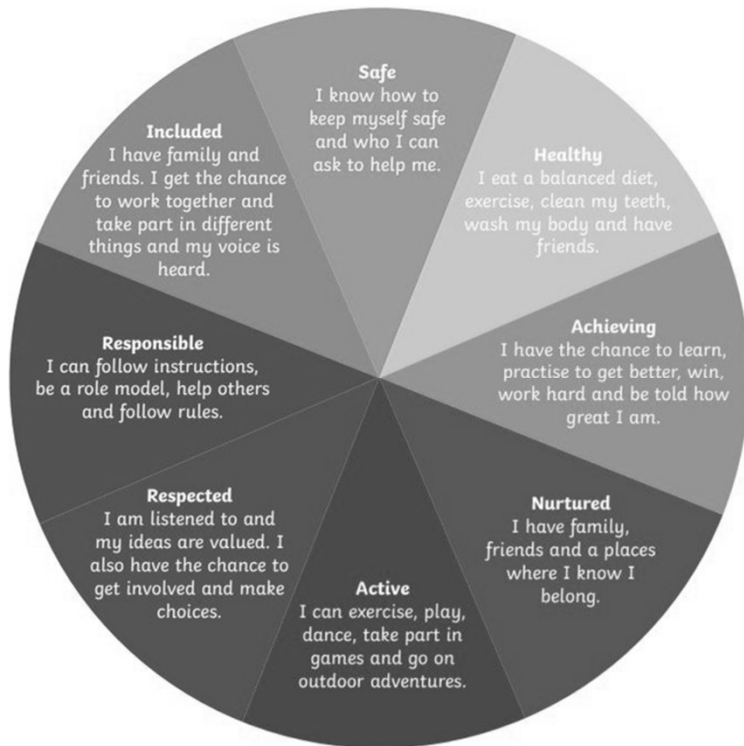 Safe
I know how to
keep myself safe
and who I can
ask to help me.
Healthy
I eat a balanced diet,
exercise, clean my teeth,
wash my body and have
friends.
Achieving
I have the chance to learn,
practise to get better, win,
work hard and be told how
great I am.
Nurtured
I have family,
friends and a places
where I know I
belong.
Active
I can exercise, play,
dance, take part in
games and go on
outdoor adventures.
Respected
I am listened to and
my ideas are valued. I
also have the chance to
get involved and make
choices.
Responsible
I can follow instructions,
be a role model, help others
and follow rules.
Included
I have family and
friends. I get the chance
to work together and
take part in different
things and my voice is
heard.